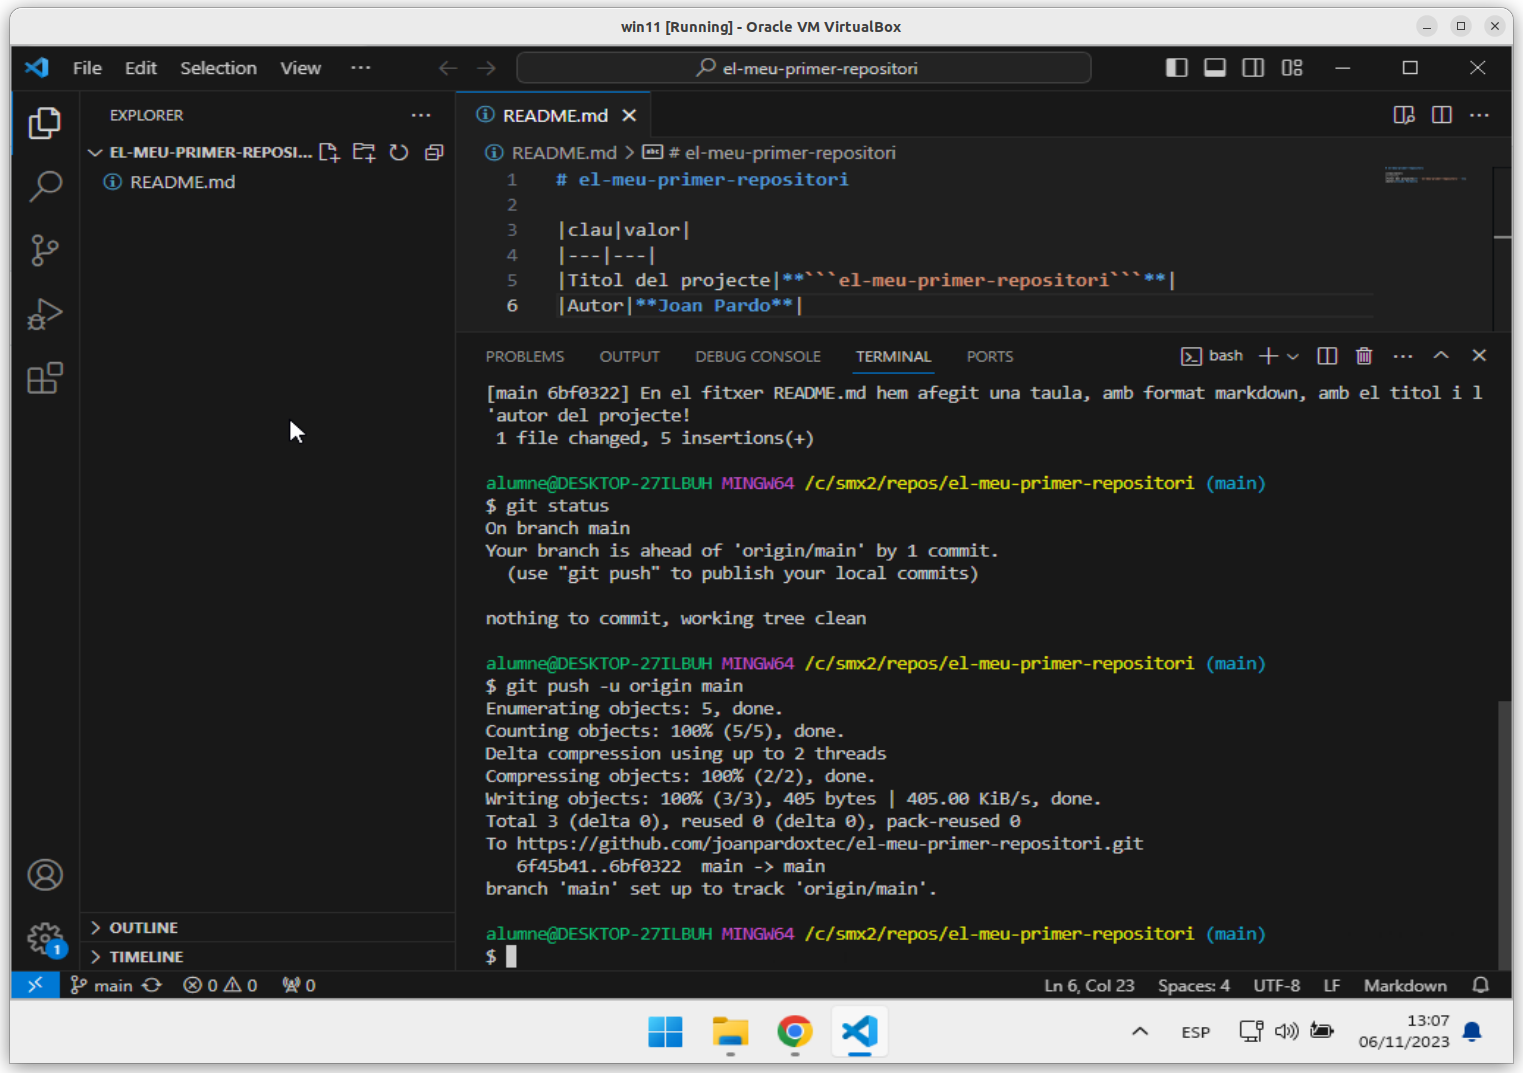 win11 [Running] - Oracle VM VirtualBox
File Edit Selection View ··· el-meu-primer-repositori
EXPLORER ···
EL-MEU-PRIMER-REPOSI...
README.md
OUTLINE
TIMELINE
README.md
README.md > # el-meu-primer-repositori
1 # el-meu-primer-repositori
2
3 |clau|valor|
4 |---|---|
5 |Titol del projecte|**```el-meu-primer-repositori```**|
6 |Autor|**Joan Pardo**|
PROBLEMS OUTPUT DEBUG CONSOLE TERMINAL PORTS bash
[main 6bf0322] En el fitxer README.md hem afegit una taula, amb format markdown, amb el titol i l
'autor del projecte!
1 file changed, 5 insertions(+)
alumne@DESKTOP-27ILBUH MINGW64 /c/smx2/repos/el-meu-primer-repositori (main)
$ git status
On branch main
Your branch is ahead of 'origin/main' by 1 commit.
(use "git push" to publish your local commits)
nothing to commit, working tree clean
alumne@DESKTOP-27ILBUH MINGW64 /c/smx2/repos/el-meu-primer-repositori (main)
$ git push -u origin main
Enumerating objects: 5, done.
Counting objects: 100% (5/5), done.
Delta compression using up to 2 threads
Compressing objects: 100% (2/2), done.
Writing objects: 100% (3/3), 405 bytes | 405.00 KiB/s, done.
Total 3 (delta 0), reused 0 (delta 0), pack-reused 0
To https://github.com/joanpardoxtec/el-meu-primer-repositori.git
6f45b41..6bf0322 main -> main
branch 'main' set up to track 'origin/main'.
alumne@DESKTOP-27ILBUH MINGW64 /c/smx2/repos/el-meu-primer-repositori (main)
$
1
main 0 0 0 Ln 6, Col 23 Spaces: 4 UTF-8 LF Markdown
ESP 13:07
06/11/2023